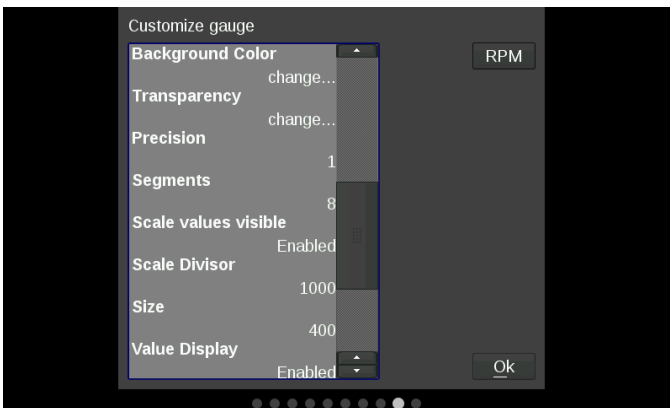 Customize gauge
Background Color
RPM
change...
Transparency
change...
Precision
1
Segments
8
Scale values visible
Enabled
Scale Divisor
1000
Size
400
Value Display
Enabled
Ok